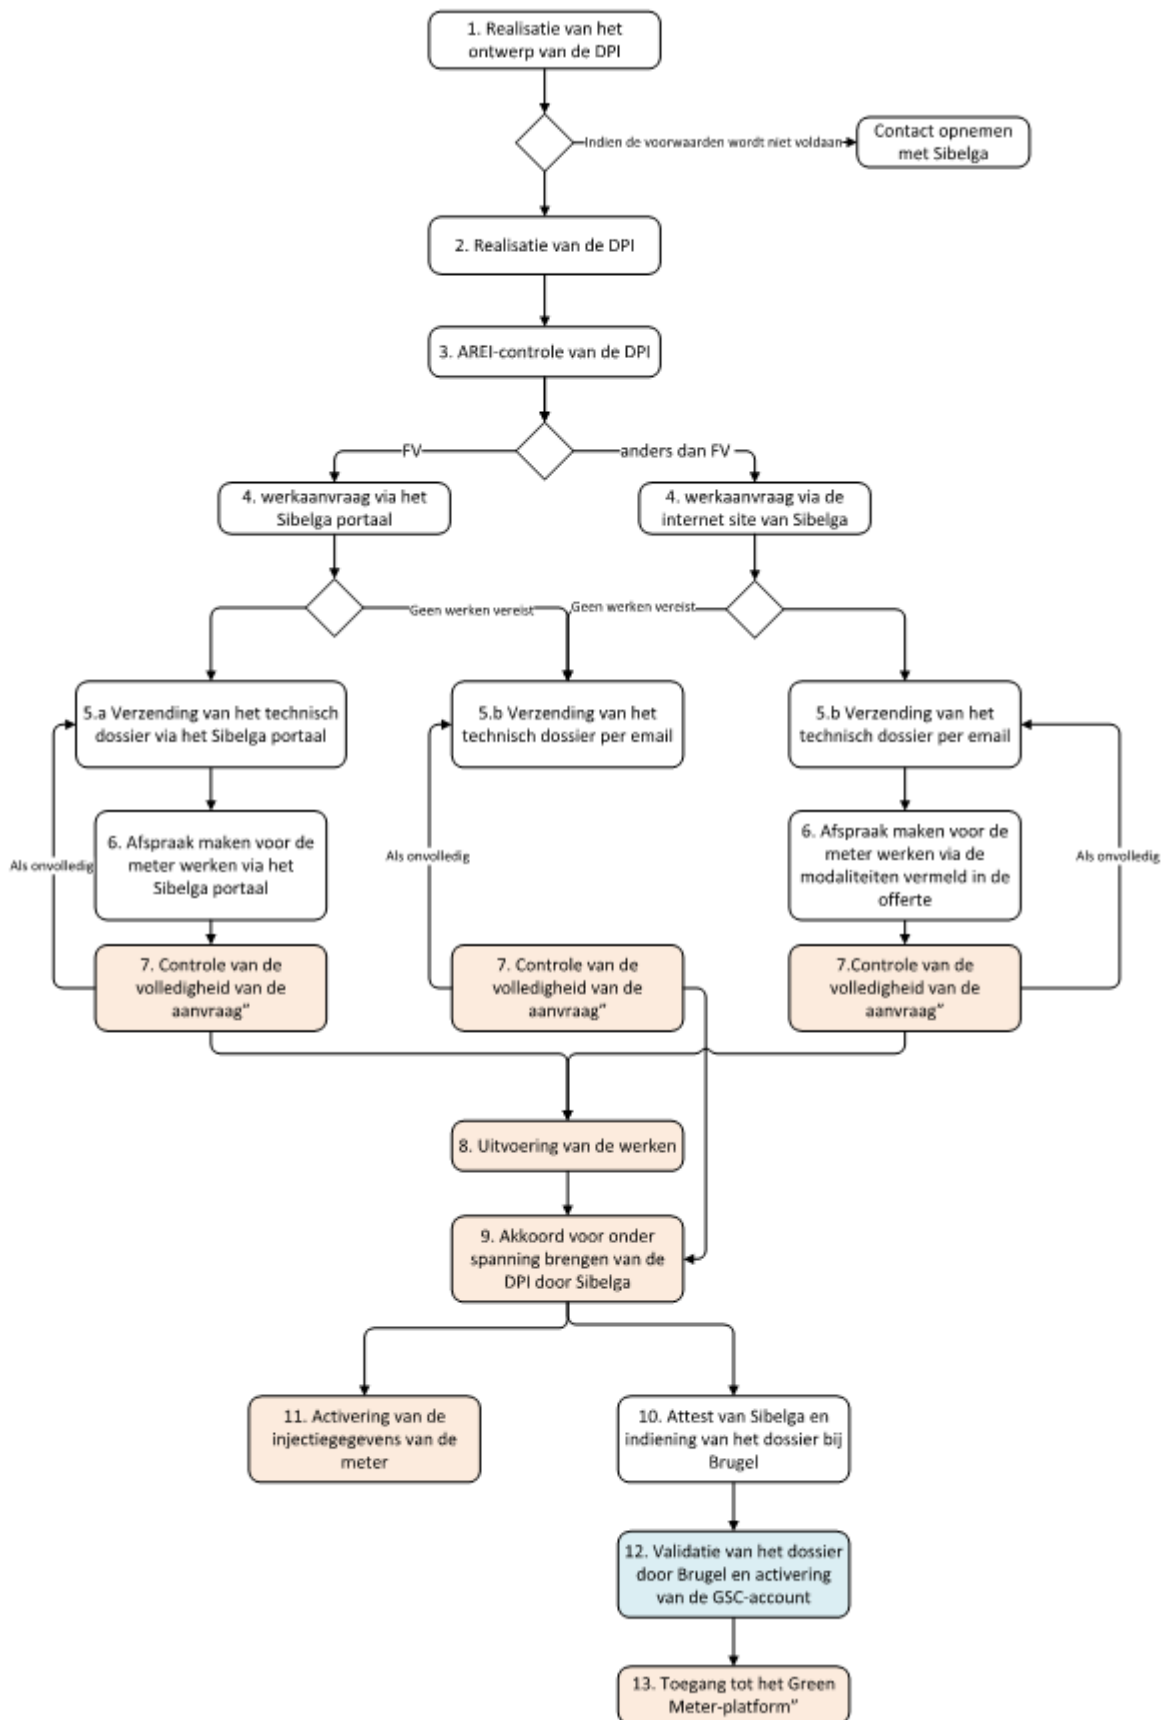 1. Realisatie van het
ontwerp van de DPI
Indien de voorwaarden wordt niet voldaan
Contact opnemen
met Sibelga
2. Realisatie van de DPI
3. AREI-controle van de DPI
FV
anders dan FV
4. werkaanvraag via het
Sibelga portaal
4. werkaanvraag via de
internet site van Sibelga
Geen werken vereist
Geen werken vereist
5.a Verzending van het technisch
dossier via het Sibelga portaal
5.b Verzending van het
technisch dossier per email
5.b Verzending van het
technisch dossier per email
6. Afspraak maken voor de
meter werken via het
Sibelga portaal
6. Afspraak maken voor de
meter werken via de
modaliteiten vermeld in de
offerte
Als onvolledig
Als onvolledig
Als onvolledig
7. Controle van de
volledigheid van de
aanvraag”
7. Controle van de
volledigheid van de
aanvraag”
7.Controle van de
volledigheid van de
aanvraag”
8. Uitvoering van de werken
9. Akkoord voor onder
spanning brengen van de
DPI door Sibelga
11. Activering van de
injectiegegevens van de
meter
10. Attest van Sibelga en
indiening van het dossier bij
Brugel
12. Validatie van het dossier
door Brugel en activering
van de GSC-account
13. Toegang tot het Green
Meter-platform”